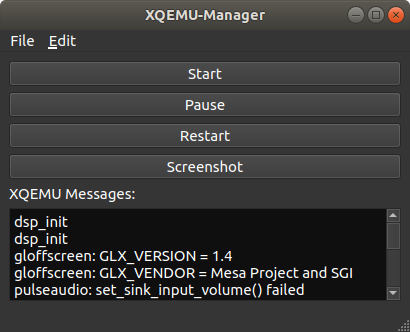 XQEMU-Manager
File Edit
Start
Pause
Restart
Screenshot
XQEMU Messages:
dsp_init
dsp_init
gloffscreen: GLX_VERSION = 1.4
gloffscreen: GLX_VENDOR = Mesa Project and SGI
pulseaudio: set_sink_input_volume() failed